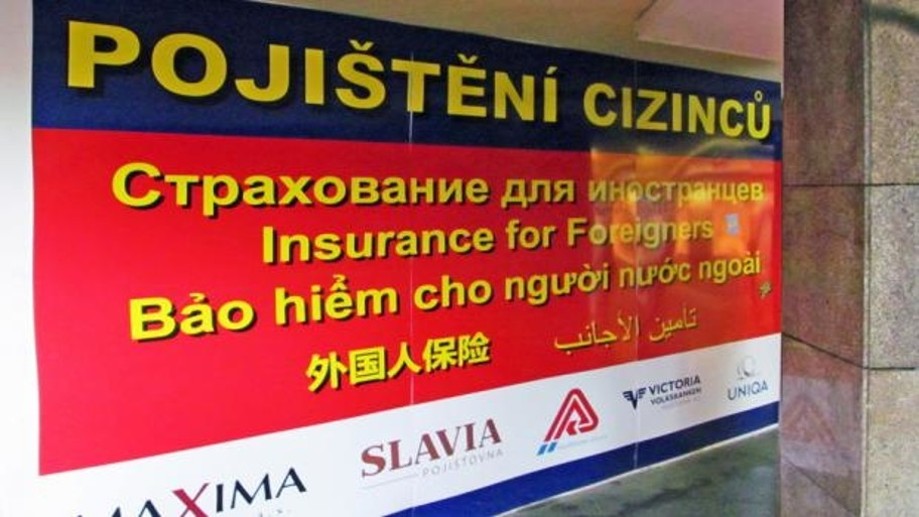 POJIŠTĚNÍ CIZINCŮ
Страхование для иностранцев
Insurance for Foreigners
Bảo hiểm cho người nước ngoài
外国人保险 تأمين الأجانب
MAXIMA
SLAVIA
POJIŠŤOVNA
VICTORIA
VOLKSBANKEN
UNIQA